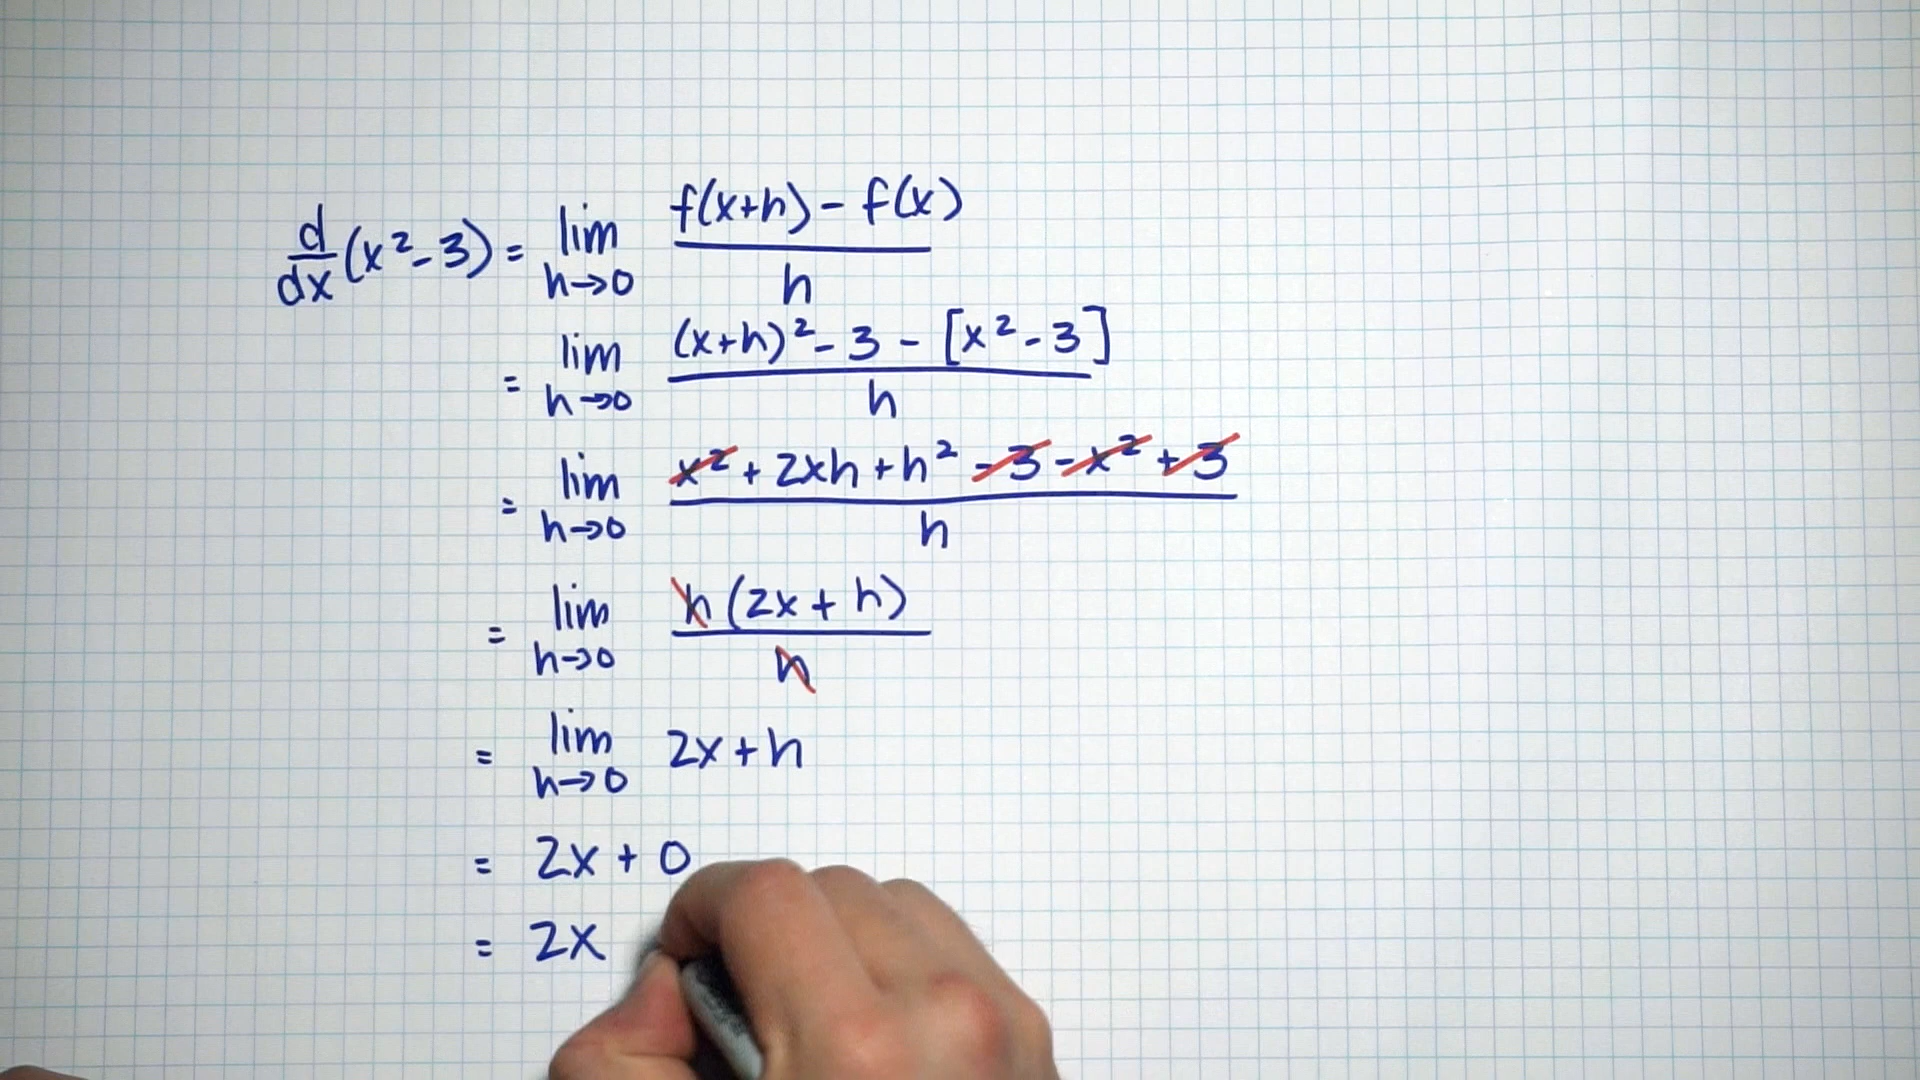 d/dx (x² - 3) = lim h→0 f(x+h) - f(x) / h
= lim h→0 (x+h)² - 3 - [x² - 3] / h
= lim h→0 x² + 2xh + h² - 3 - x² + 3 / h
= lim h→0 h(2x + h) / h
= lim h→0 2x + h
= 2x + 0
= 2x